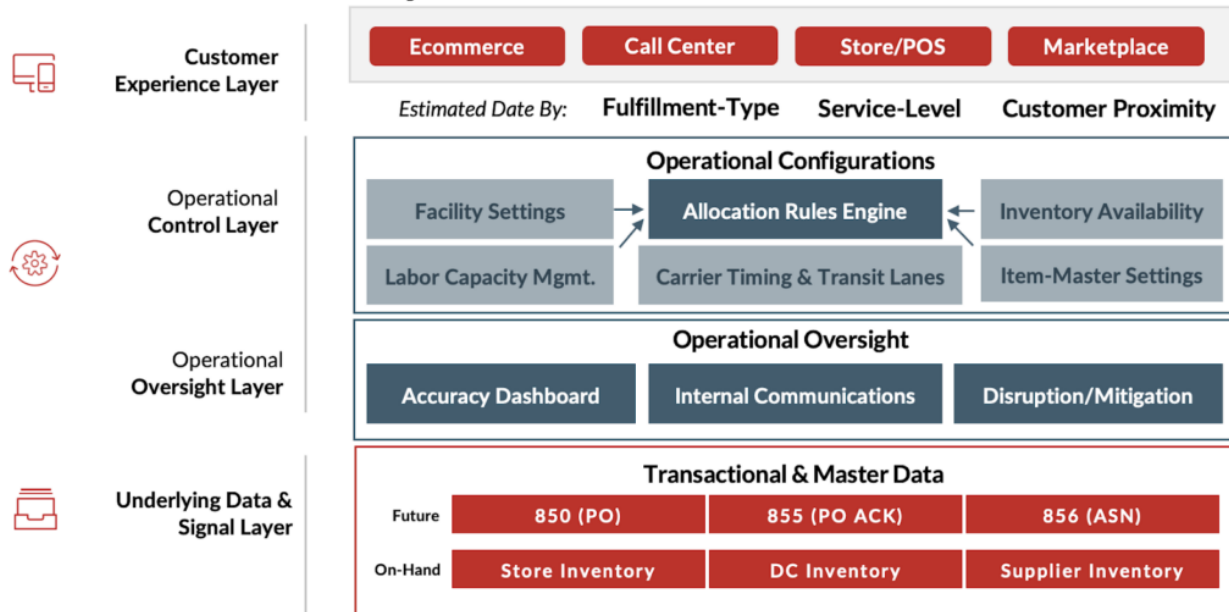 Customer
Experience Layer
Ecommerce
Call Center
Store/POS
Marketplace
Estimated Date By:
Fulfillment-Type
Service-Level
Customer Proximity
Operational
Control Layer
Operational Configurations
Facility Settings
Allocation Rules Engine
Inventory Availability
Labor Capacity Mgmt.
Carrier Timing & Transit Lanes
Item-Master Settings
Operational
Oversight Layer
Operational Oversight
Accuracy Dashboard
Internal Communications
Disruption/Mitigation
Underlying Data &
Signal Layer
Transactional & Master Data
Future
850 (PO)
855 (PO ACK)
856 (ASN)
On-Hand
Store Inventory
DC Inventory
Supplier Inventory